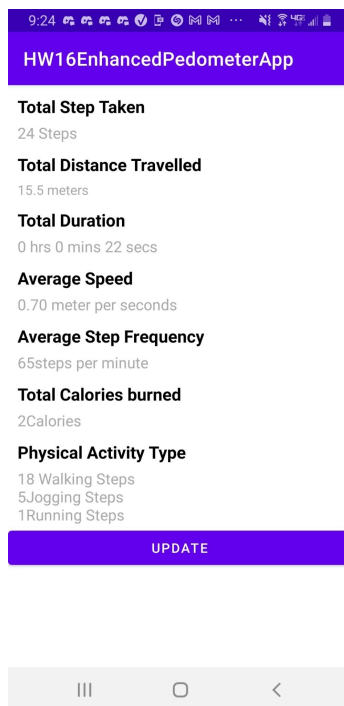 9:24
HW16EnhancedPedometerApp
Total Step Taken
24 Steps
Total Distance Travelled
15.5 meters
Total Duration
0 hrs 0 mins 22 secs
Average Speed
0.70 meter per seconds
Average Step Frequency
65steps per minute
Total Calories burned
2Calories
Physical Activity Type
18 Walking Steps
5Jogging Steps
1Running Steps
UPDATE